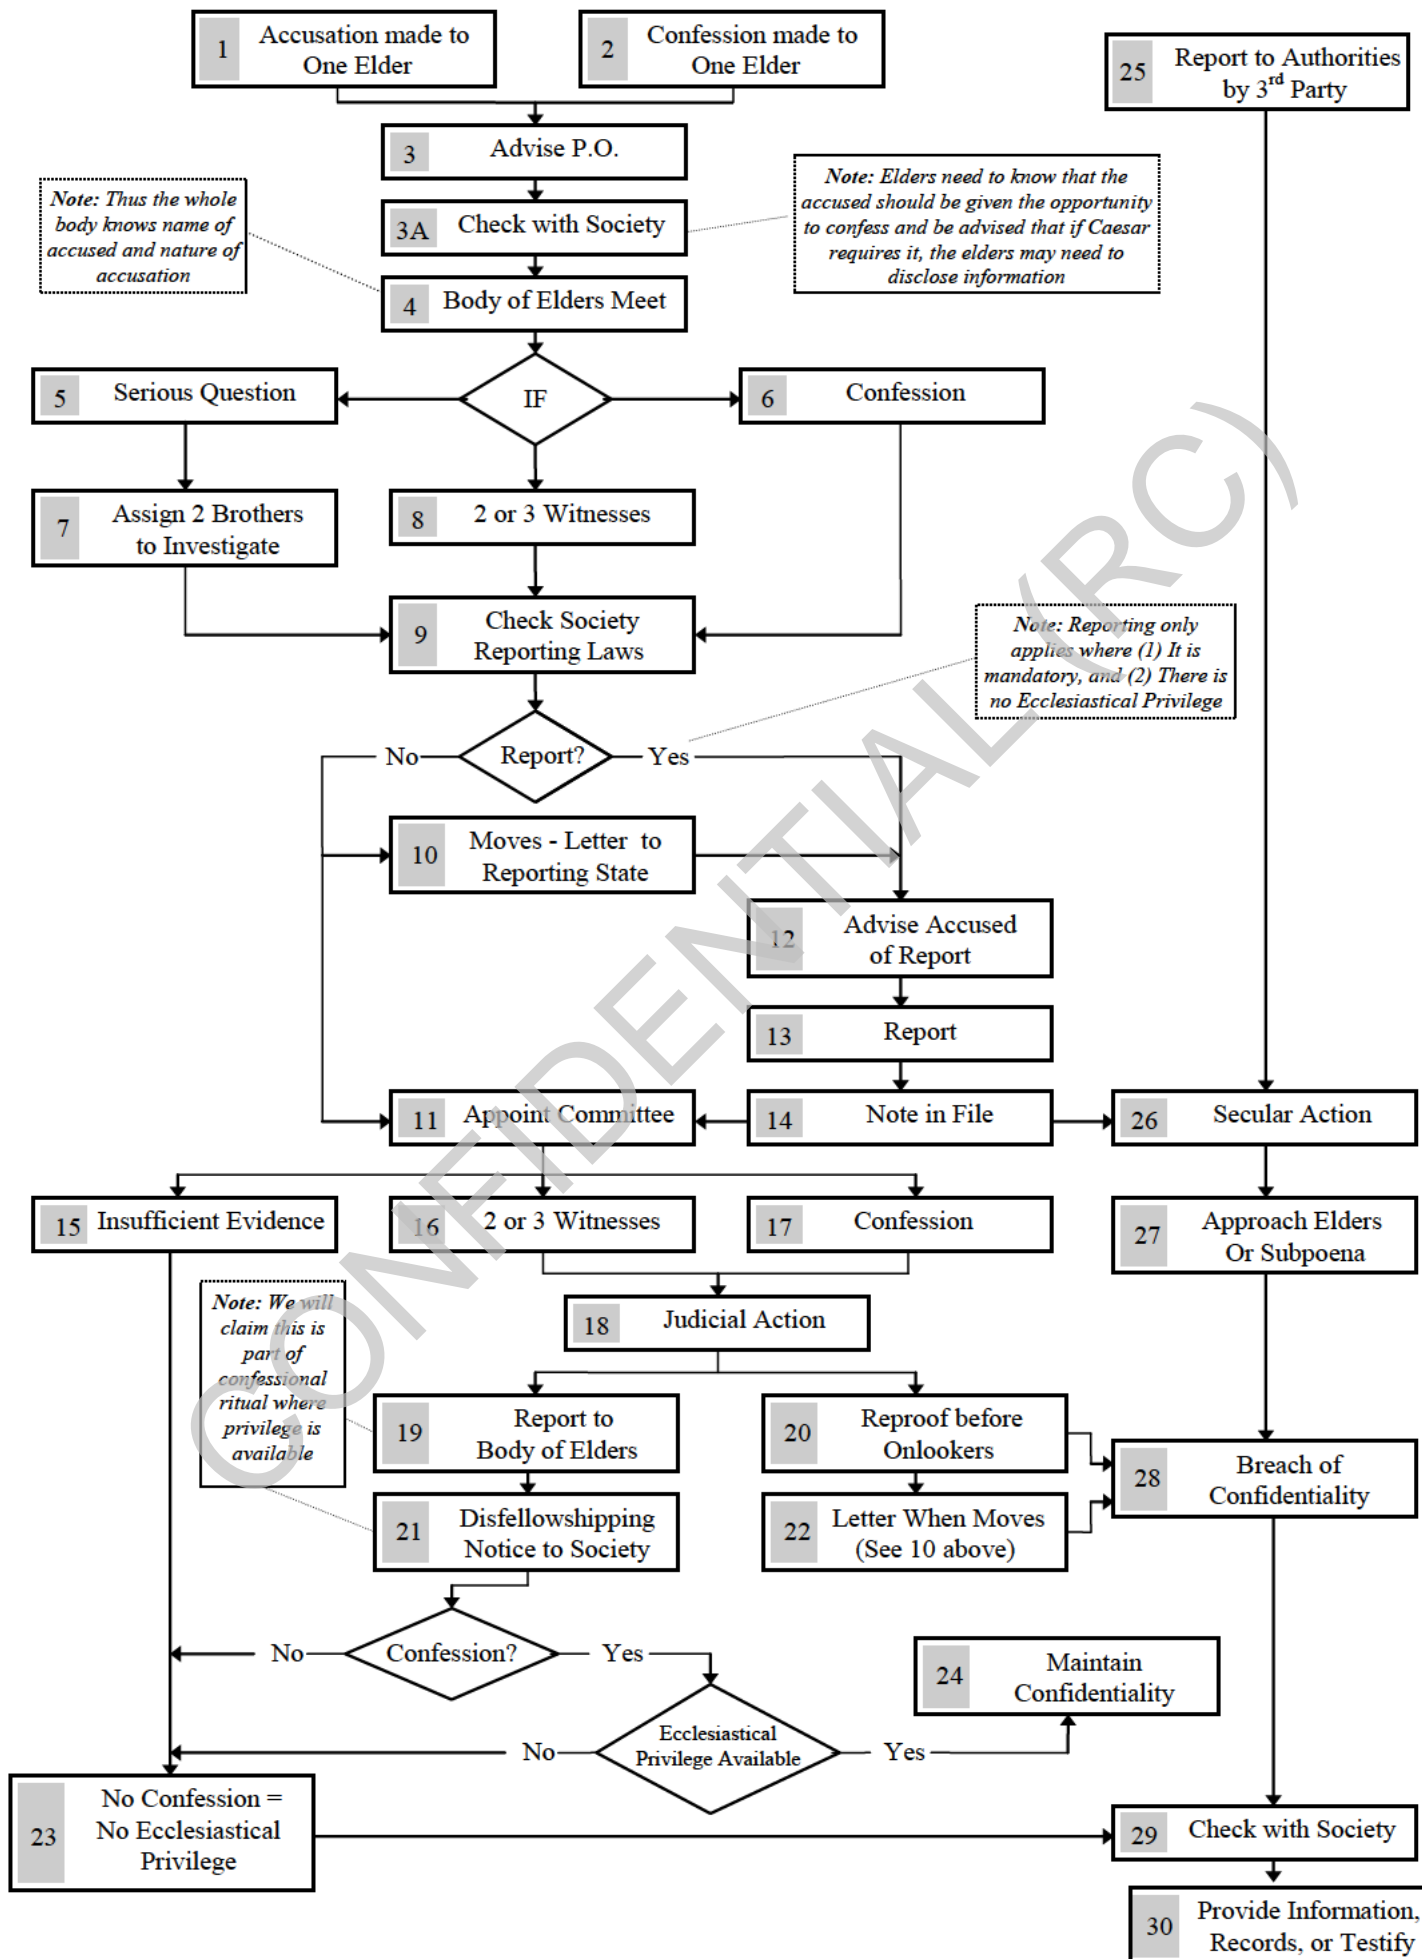 1 Accusation made to
One Elder
2 Confession made to
One Elder
25 Report to Authorities
by 3rd Party
3 Advise P.O.
Note: Thus the whole
body knows name of
accused and nature of
accusation
Note: Elders need to know that the
accused should be given the opportunity
to confess and be advised that if Caesar
requires it, the elders may need to
disclose information
3A Check with Society
4 Body of Elders Meet
IF
5 Serious Question
6 Confession
7 Assign 2 Brothers
to Investigate
8 2 or 3 Witnesses
9 Check Society
Reporting Laws
Note: Reporting only
applies where (1) It is
mandatory, and (2) There is
no Ecclesiastical Privilege
No
Report?
Yes
10 Moves - Letter to
Reporting State
12 Advise Accused
of Report
13 Report
11 Appoint Committee
14 Note in File
26 Secular Action
15 Insufficient Evidence
16 2 or 3 Witnesses
17 Confession
27 Approach Elders
Or Subpoena
Note: We will
claim this is
part of
confessional
ritual where
privilege is
available
18 Judicial Action
19 Report to
Body of Elders
20 Reproof before
Onlookers
28 Breach of
Confidentiality
21 Disfellowshipping
Notice to Society
22 Letter When Moves
(See 10 above)
No
Confession?
Yes
24 Maintain
Confidentiality
No
Ecclesiastical
Privilege Available
Yes
23 No Confession =
No Ecclesiastical
Privilege
29 Check with Society
30 Provide Information,
Records, or Testify
CONFIDENTIAL (RC)